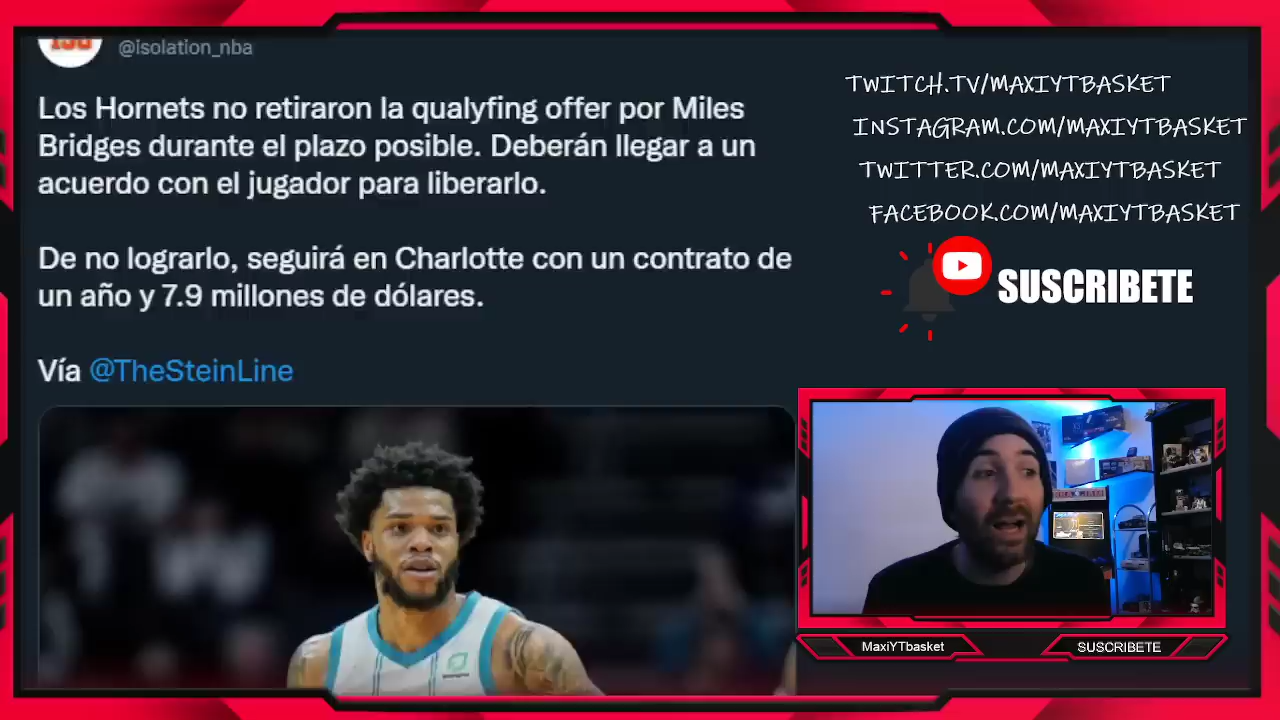 @isolation_nba
Los Hornets no retiraron la qualyfing offer por Miles
Bridges durante el plazo posible. Deberán llegar a un
acuerdo con el jugador para liberarlo.
De no lograrlo, seguirá en Charlotte con un contrato de
un año y 7.9 millones de dólares.
Vía @TheSteinLine
TWITCH.TV/MAXIYTBASKET
INSTAGRAM.COM/MAXIYTBASKET
TWITTER.COM/MAXIYTBASKET
FACEBOOK.COM/MAXIYTBASKET
SUSCRIBETE
MaxiYTbasket
SUSCRIBETE